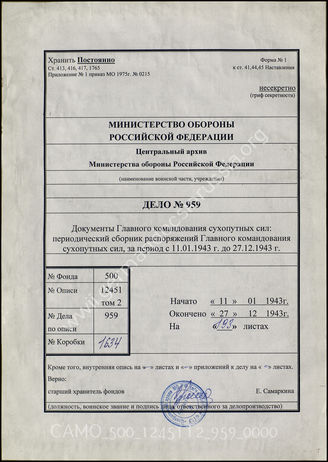 Хранить Постоянно
Форма № 1
Ст. 413, 416, 417, 1765
к ст. 41,44,45 Наставления
Приложение № 1 приказ МО 1975г. № 0215
несекретно
(гриф секретности)
МИНИСТЕРСТВО ОБОРОНЫ
РОССИЙСКОЙ ФЕДЕРАЦИИ
Центральный архив
Министерства обороны Российской Федерации
(наименование воинской части, учреждения)
ДЕЛО № 959
Документы Главного командования сухопутных сил:
периодический сборник распоряжений Главного командования
сухопутных сил, за период с 11.01.1943 г. до 27.12.1943 г.
№ Фонда 500
№ Описи 12451
том 2
№ Дела 959
по описи
№ Коробки 1634
Начато « 11 » 01 1943г.
Окончено « 27 » 12 1943г.
На «193» листах
Кроме того, внутренняя опись на «-» листах и «-» приложений к делу на « -» листах.
Верно:
старший хранитель фондов Е. Самаркина
(должность, воинское звание и подпись лица ответственного за делопроизводство)
CAMO_500_12451_2_959_0000